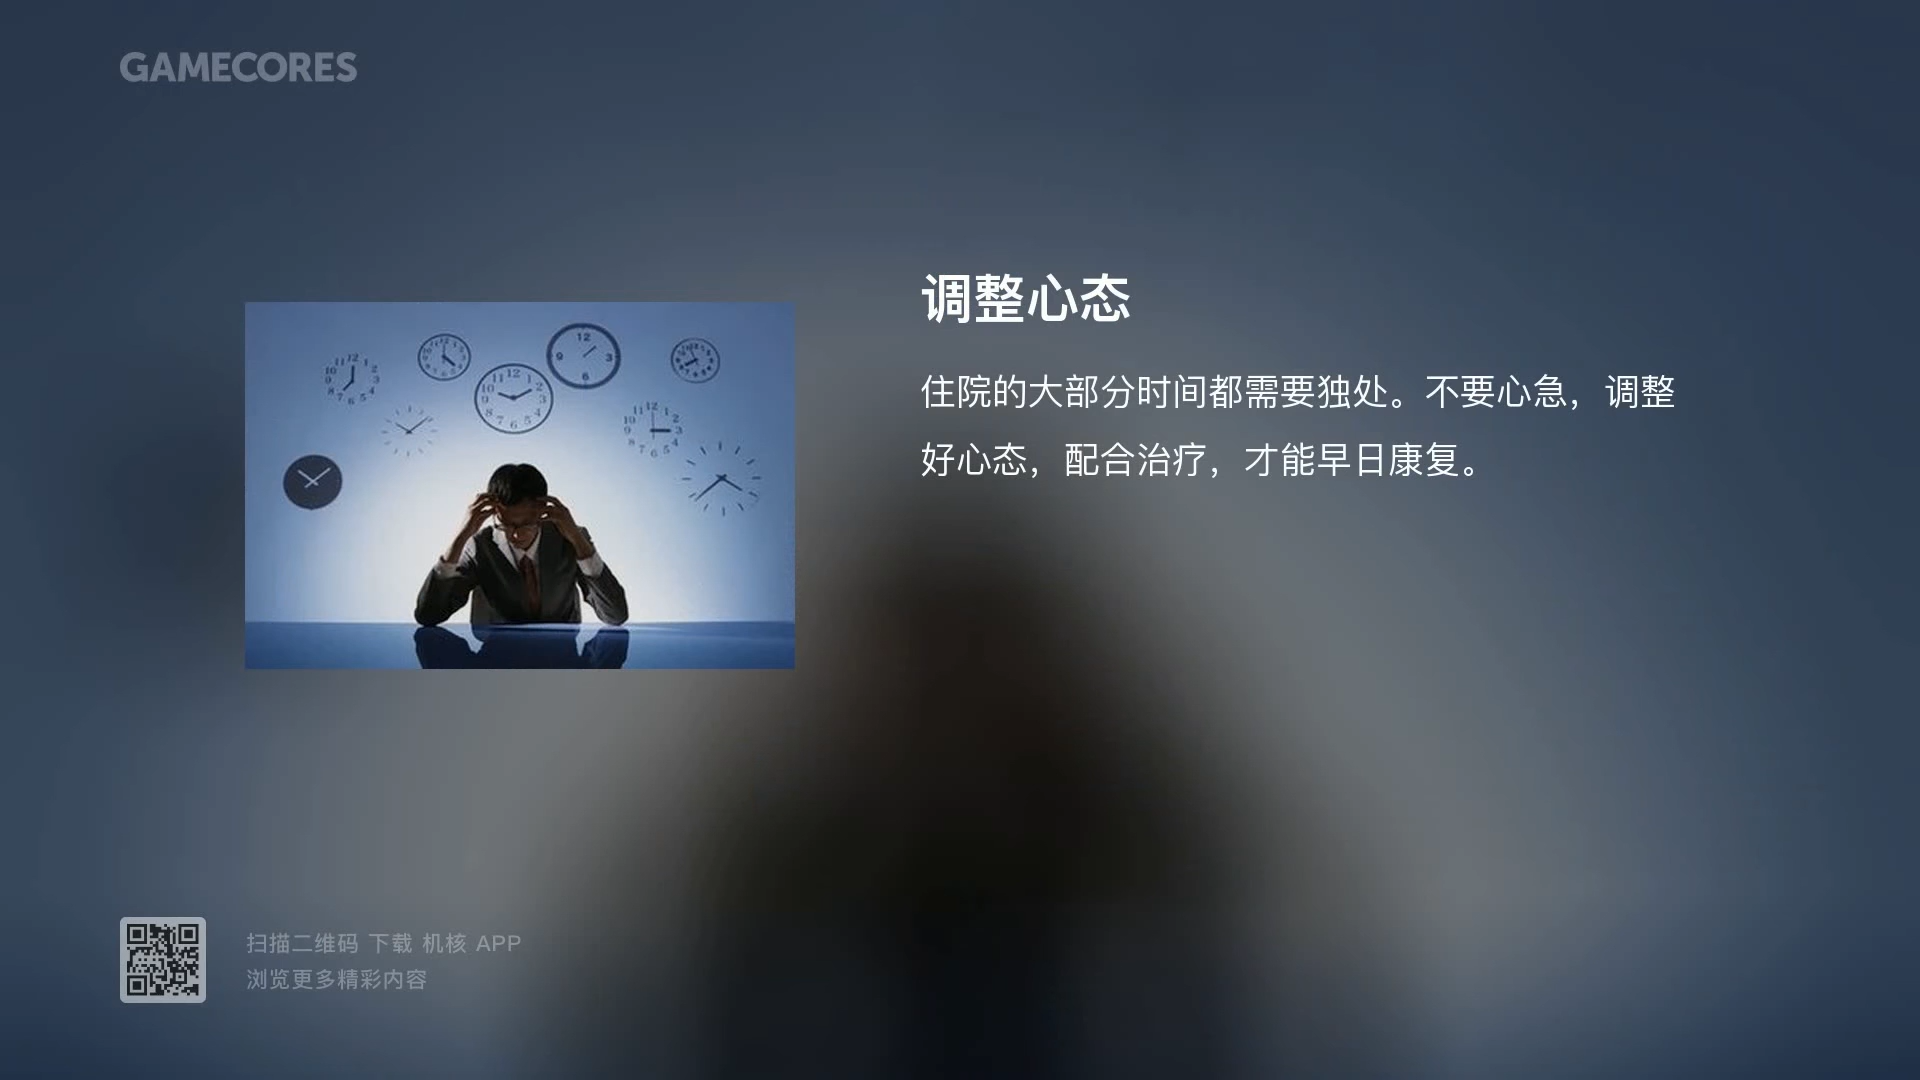 GAMECORES
调整心态
住院的大部分时间都需要独处。不要心急，调整
好心态，配合治疗，才能早日康复。
扫描二维码 下载 机核 APP
浏览更多精彩内容